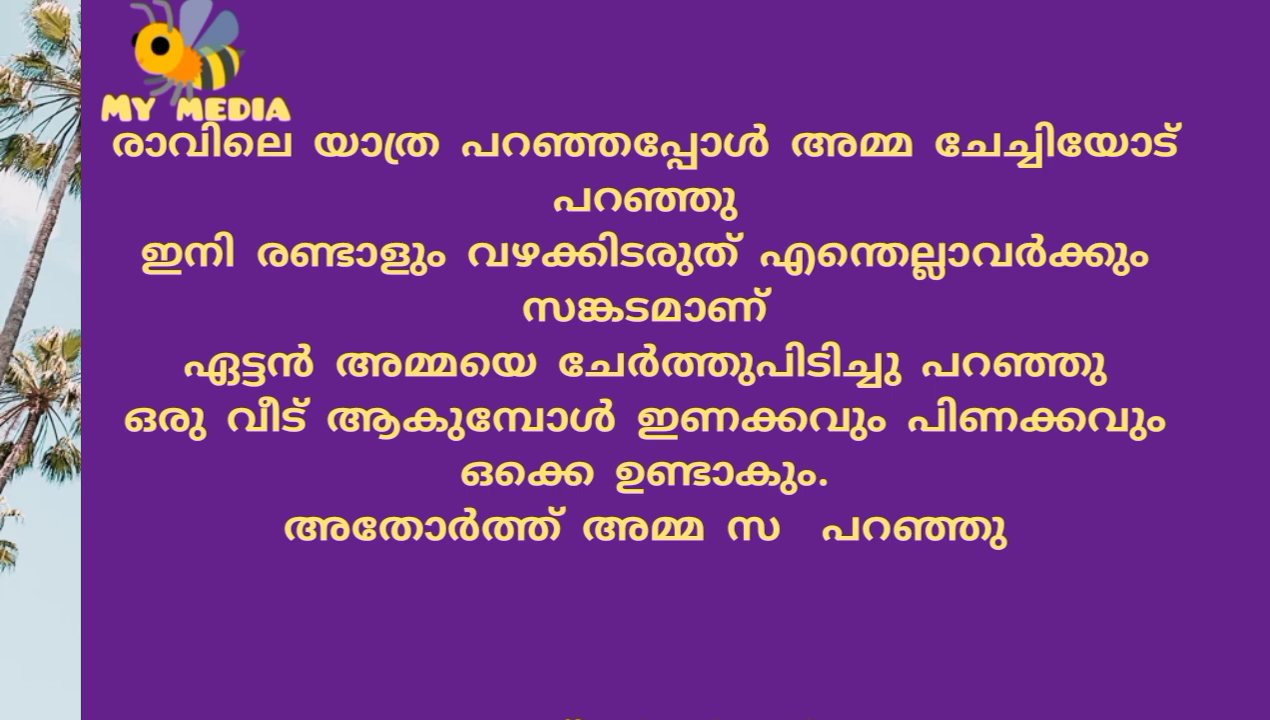 MY MEDIA
രാവിലെ യാത്ര പറഞ്ഞപ്പോൾ അമ്മ ചേച്ചിയോട്
പറഞ്ഞു
ഇനി രണ്ടാളും വഴക്കിടരുത് എന്തെല്ലാവർക്കും
സങ്കടമാണ്
ഏട്ടൻ അമ്മയെ ചേർത്തുപിടിച്ചു പറഞ്ഞു
ഒരു വീട് ആകുമ്പോൾ ഇണക്കവും പിണക്കവും
ഒക്കെ ഉണ്ടാകും.
അതോർത്ത് അമ്മ സ പറഞ്ഞു